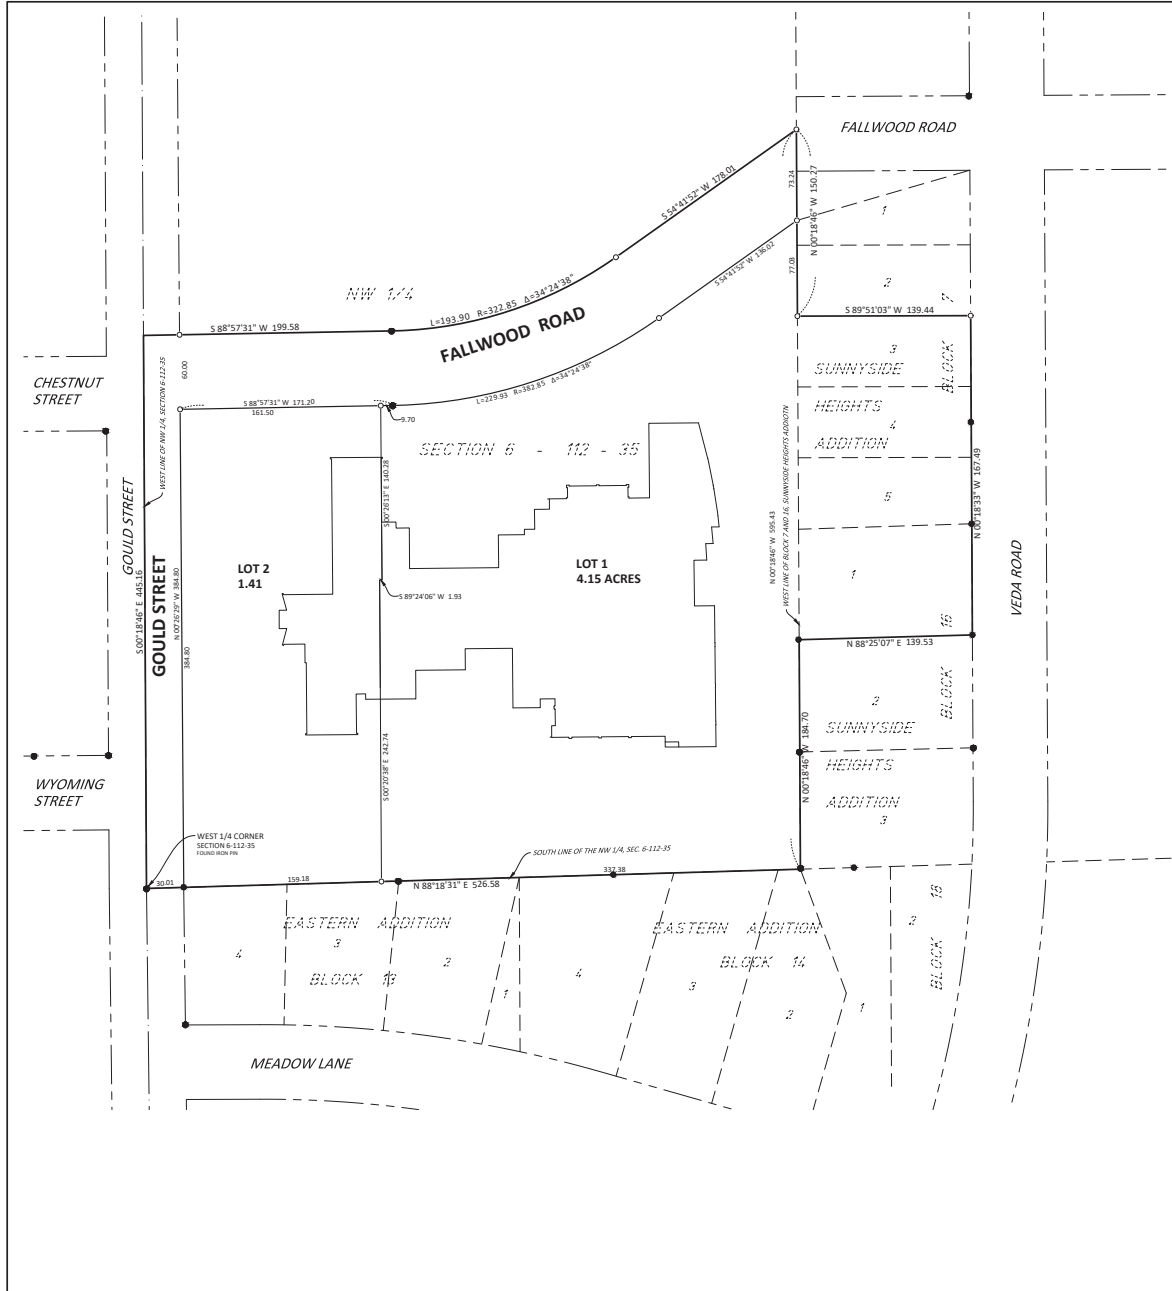 FALLWOOD ROAD
S 54°41'52" W 178.01
73.24
N 00°18'46" W 150.27
1
S 54°41'52" W 136.02
77.03
2
7
NW 1/4
L=193.90 R=322.85 Δ=34°24'38"
S 89°51'03" W 139.44
S 88°57'31" W 199.58
FALLWOOD ROAD
3
SUNNYSIDE
BLOCK
WEST LINE OF NW 1/4, SECTION 6-112-35
60.00
CHESTNUT
STREET
L=229.93 R=382.85 Δ=34°24'38"
S 88°57'31" W 171.20
161.50
9.70
HEIGHTS
4
ADDITION
SECTION 6 - 112 - 35
S 00°26'13" E 140.28
WEST LINE OF BLOCK 7 AND 16, SUNNYSIDE HEIGHTS ADDIOTN
N 00°18'46" W 595.43
N 00°18'33" W 167.49
5
GOULD STREET
GOULD STREET
S 00°18'46" E 445.16
N 00°26'29" W 384.80
384.80
LOT 2
1.41
LOT 1
4.15 ACRES
1
VEDA ROAD
S 89°24'06" W 1.93
16
N 88°25'07" E 139.53
BLOCK
2
SUNNYSIDE
N 00°18'46" W 184.70
S 00°20'38" E 242.74
HEIGHTS
ADDITION
3
WYOMING
STREET
WEST 1/4 CORNER
SECTION 6-112-35
FOUND IRON PIN
SOUTH LINE OF THE NW 1/4, SEC. 6-112-35
30.01
159.18
N 88°18'31" E 526.58
337.38
EASTERN ADDITION
4
3
2
BLOCK 13
1
EASTERN ADDITION
BLOCK 14
4
3
2
1
2
18
BLOCK
MEADOW LANE